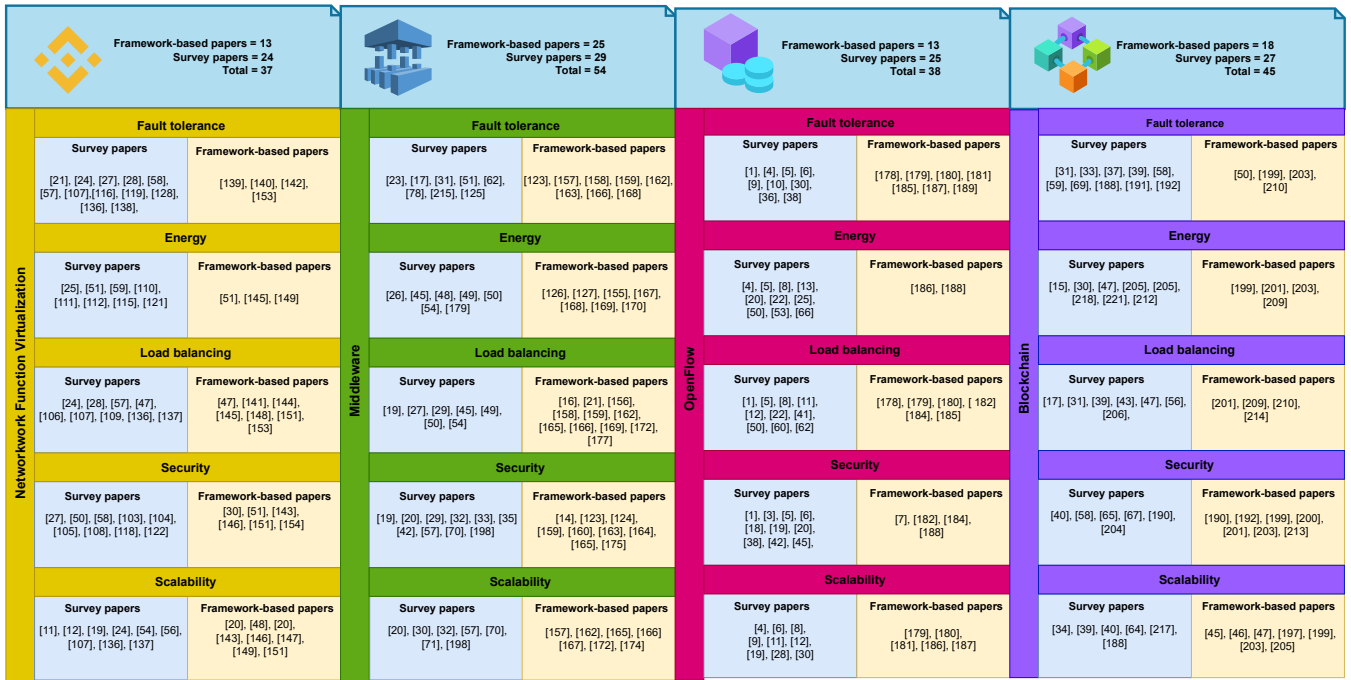 Framework-based papers = 13
Survey papers = 24
Total = 37
Framework-based papers = 25
Survey papers = 29
Total = 54
Framework-based papers = 13
Survey papers = 25
Total = 38
Framework-based papers = 18
Survey papers = 27
Total = 45
Networkwork Function Virtualization
Fault tolerance
Survey papers
[21], [24], [27], [28], [58],
[57], [107],[116], [119], [128],
[136], [138],
Framework-based papers
[139], [140], [142],
[153]
Energy
Survey papers
[25], [51], [59], [110],
[111], [112], [115], [121]
Framework-based papers
[51], [145], [149]
Load balancing
Survey papers
[24], [28], [57], [47],
[106], [107], [109, [136], [137]
Framework-based papers
[47], [141], [144],
[145], [148], [151],
[153]
Security
Survey papers
[27], [50], [58], [103], [104],
[105], [108], [118], [122]
Framework-based papers
[30], [51], [143],
[146], [151], [154]
Scalability
Survey papers
[11], [12], [19], [24], [54], [56],
[107], [136], [137]
Framework-based papers
[20], [48], [20],
[143], [146], [147],
[149], [151]
Middleware
Fault tolerance
Survey papers
[23], [17], [31], [51], [62],
[78], [215], [125]
Framework-based papers
[123], [157], [158], [159], [162],
[163], [166], [168]
Energy
Survey papers
[26], [45], [48], [49], [50]
[54], [179]
Framework-based papers
[126], [127], [155], [167],
[168], [169], [170]
Load balancing
Survey papers
[19], [27], [29], [45], [49],
[50], [54]
Framework-based papers
[16], [21], [156],
[158], [159], [162],
[165], [166], [169], [172],
[177]
Security
Survey papers
[19], [20], [29], [32], [33], [35]
[42], [57], [70], [198]
Framework-based papers
[14], [123], [124],
[159], [160], [163], [164],
[165], [175]
Scalability
Survey papers
[20], [30], [32], [57], [70],
[71], [198]
Framework-based papers
[157], [162], [165], [166]
[167], [172], [174]
OpenFlow
Fault tolerance
Survey papers
[1], [4], [5], [6],
[9], [10], [30],
[36], [38]
Framework-based papers
[178], [179], [180], [181]
[185], [187], [189]
Energy
Survey papers
[4], [5], [8], [13]
[20], [22], [25]
[50], [53], [66]
Framework-based papers
[186], [188]
Load balancing
Survey papers
[1], [5], [8], [11]
[12], [22], [41]
[50], [60], [62]
Framework-based papers
[178], [179], [180], [ 182]
[184], [185]
Security
Survey papers
[1], [3], [5], [6]
[18], [19], [20]
[38], [42], [45],
Framework-based papers
[7], [182], [184],
[188]
Scalability
Survey papers
[4], [6], [8],
[9], [11], [12]
[19], [28], [30]
Framework-based papers
[179], [180],
[181], [186], [187]
Blockchain
Fault tolerance
Survey papers
[31], [33], [37], [39], [58],
[59], [69], [188], [191], [192]
Framework-based papers
[50], [199], [203],
[210]
Energy
Survey papers
[15], [30], [47], [205], [205],
[218], [221], [212]
Framework-based papers
[199], [201], [203],
[209]
Load balancing
Survey papers
[17], [31], [39], [43], [47], [56],
[206],
Framework-based papers
[201], [209], [210],
[214]
Security
Survey papers
[40], [58], [65], [67], [190],
[204]
Framework-based papers
[190], [192], [199], [200],
[201], [203], [213]
Scalability
Survey papers
[34], [39], [40], [64], [217],
[188]
Framework-based papers
[45], [46], [47], [197], [199],
[203], [205]